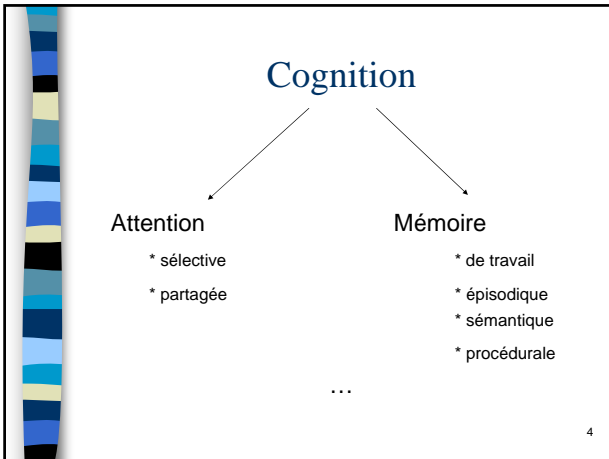 Cognition
Attention
* sélective
* partagée
Mémoire
* de travail
* épisodique
* sémantique
* procédurale
…
4